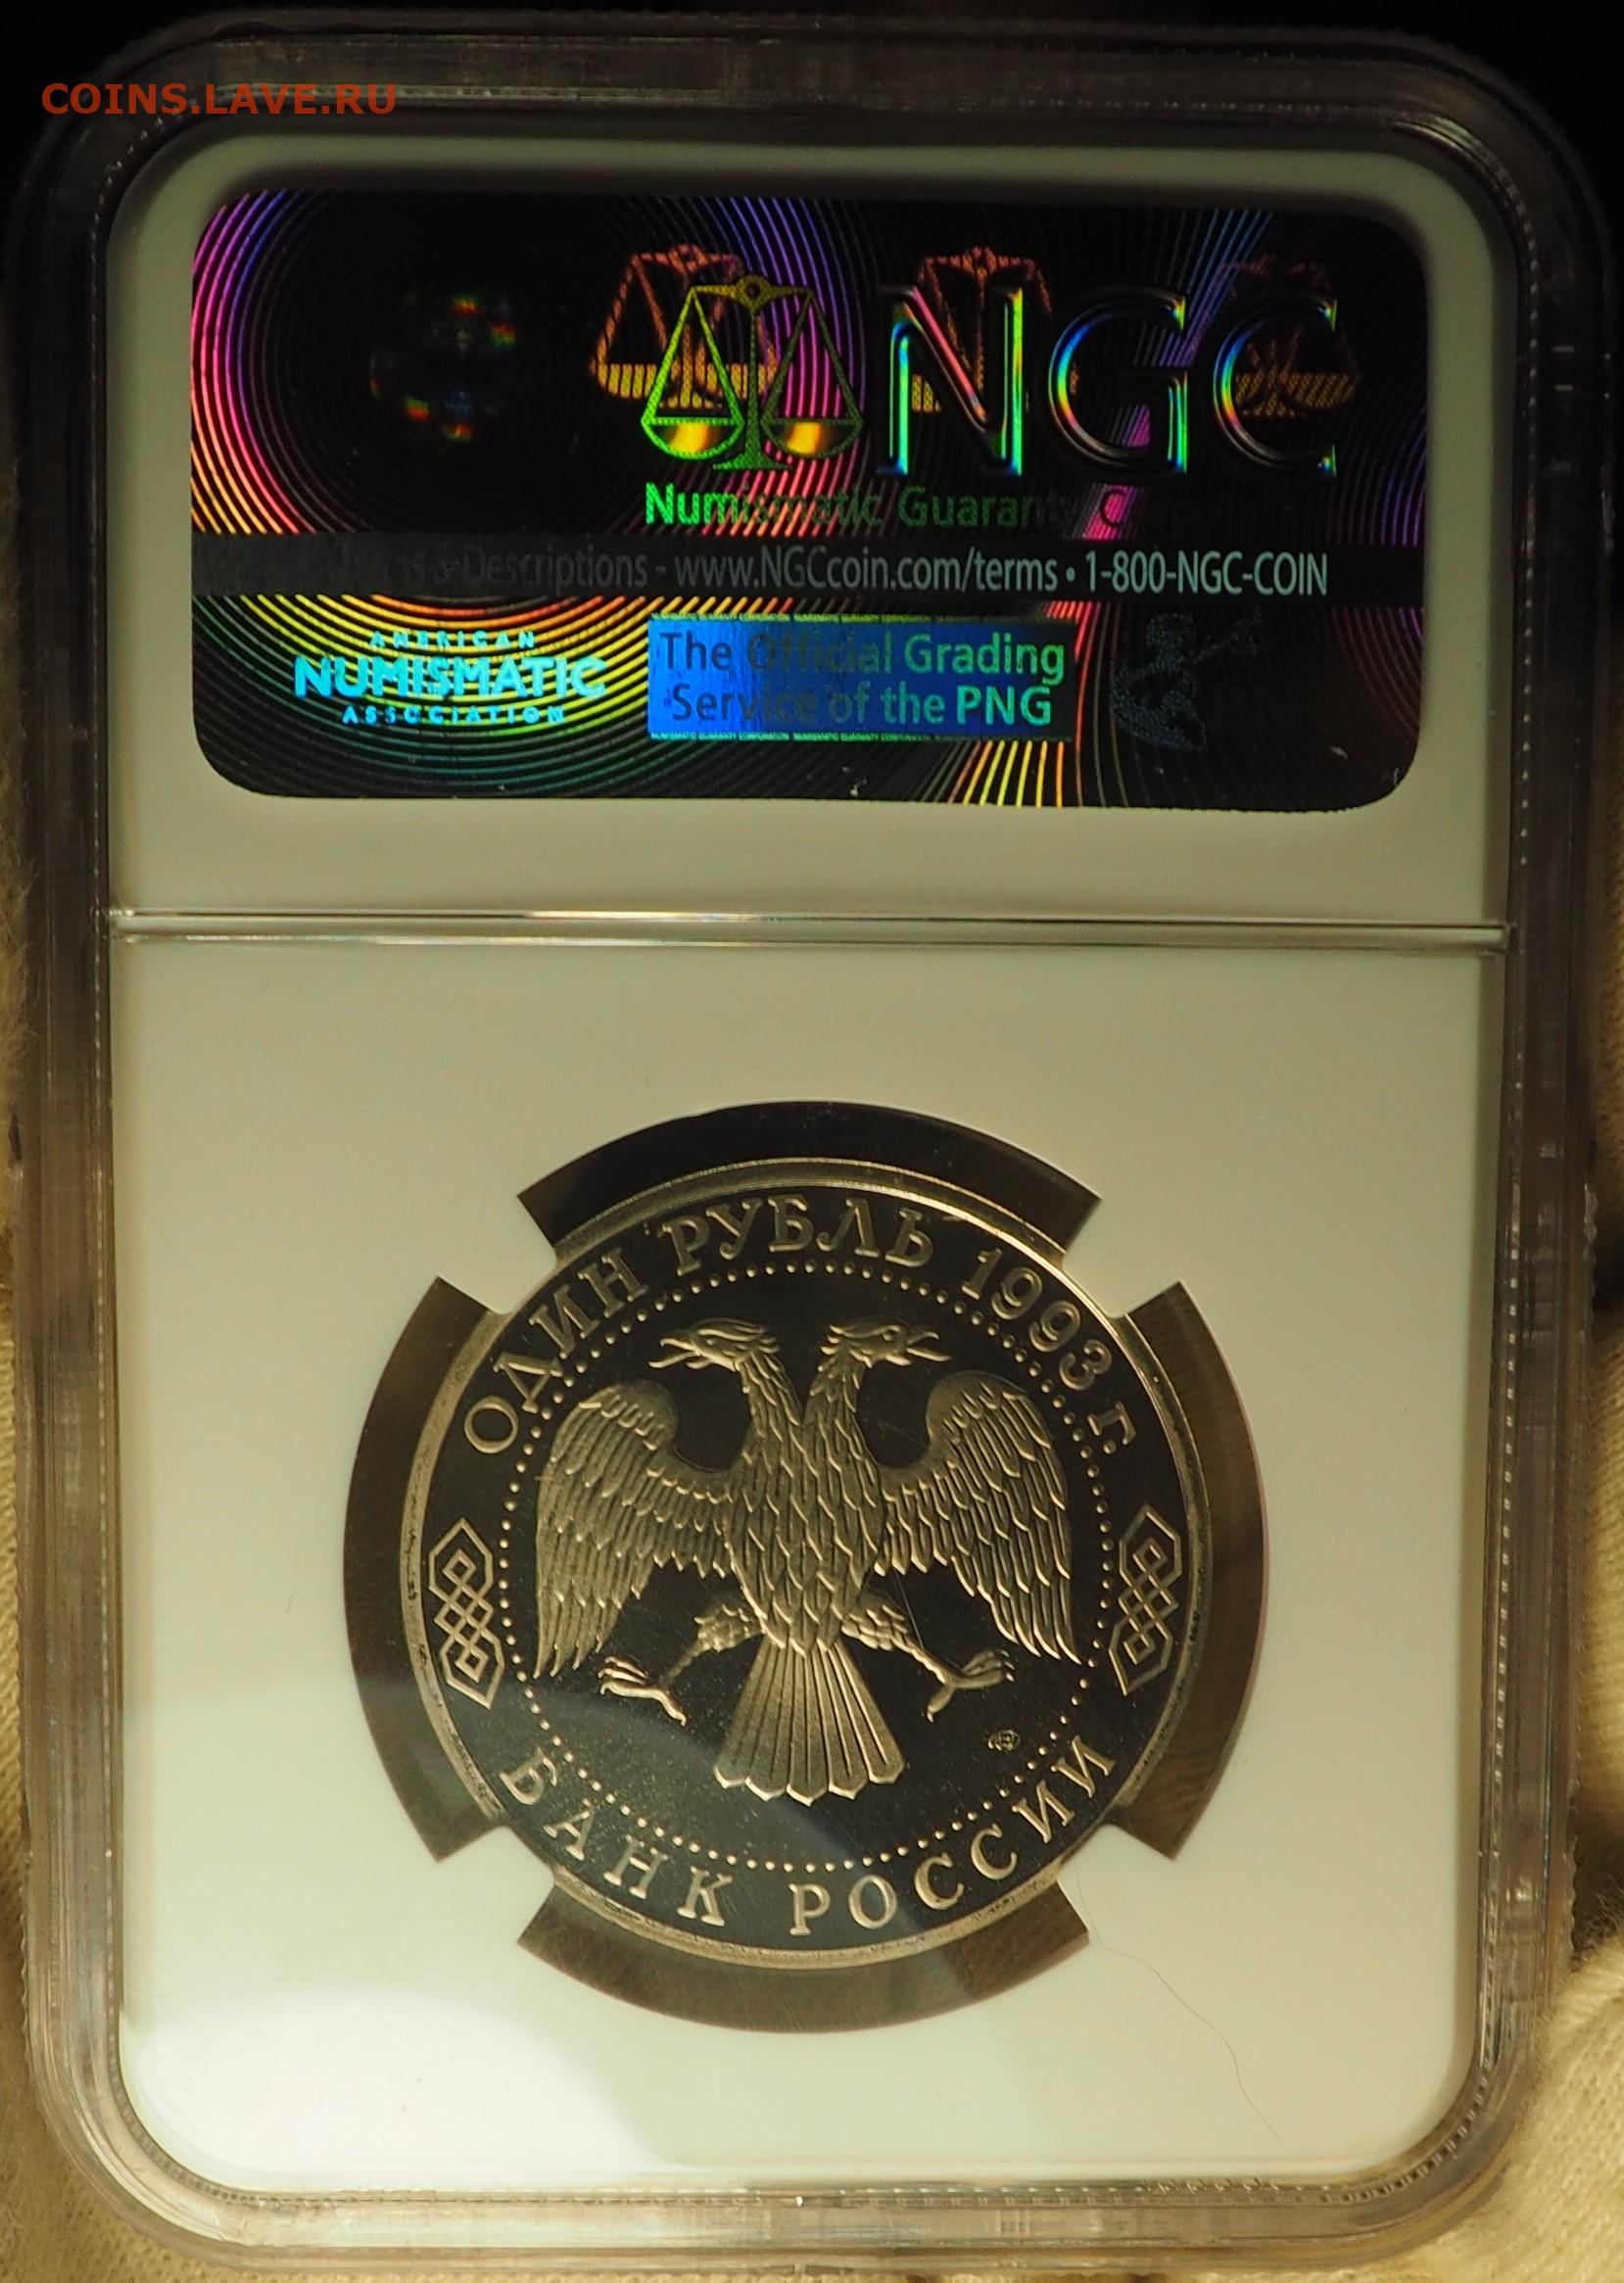 COINS.LAVE.RU
NGC
Numismatic Guaranty
& Descriptions - www.NGCcoin.com/terms • 1-800-NGC-COIN
AMERICAN
NUMISMATIC
ASSOCIATION
The Official Grading
Service of the PNG
ОДИН РУБЛЬ 1993 г.
БАНК РОССИИ